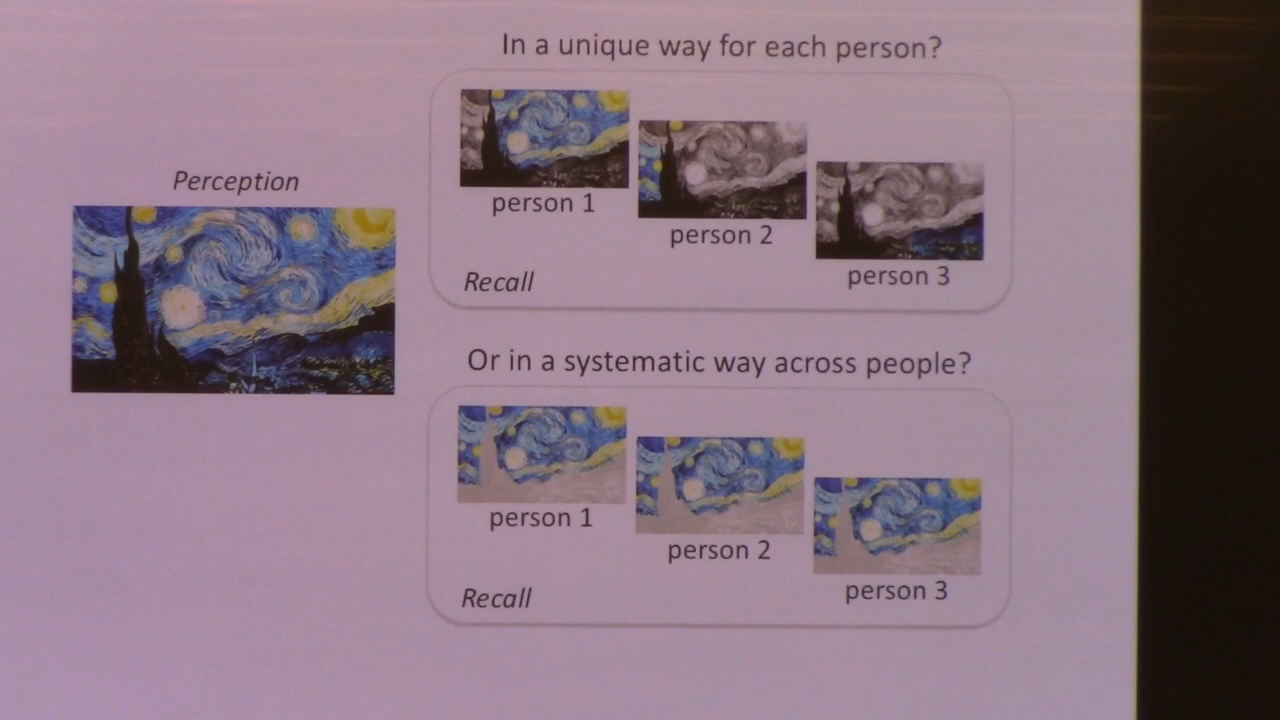 In a unique way for each person?
Perception
person 1
person 2
person 3
Recall
Or in a systematic way across people?
person 1
person 2
person 3
Recall